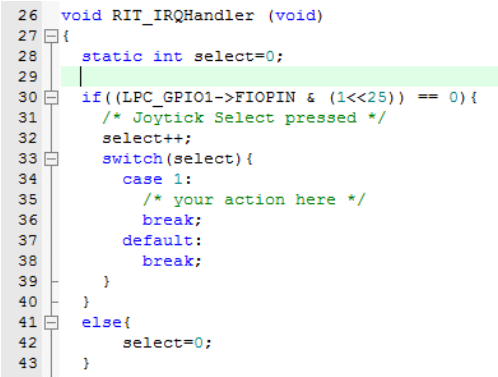 26 void RIT_IRQHandler (void)
27 {
28   static int select=0;
29
30   if((LPC_GPIO1->FIOPIN & (1<<25)) == 0){
31     /* Joytick Select pressed */
32     select++;
33     switch(select){
34       case 1:
35         /* your action here */
36         break;
37       default:
38         break;
39     }
40   }
41   else{
42       select=0;
43   }